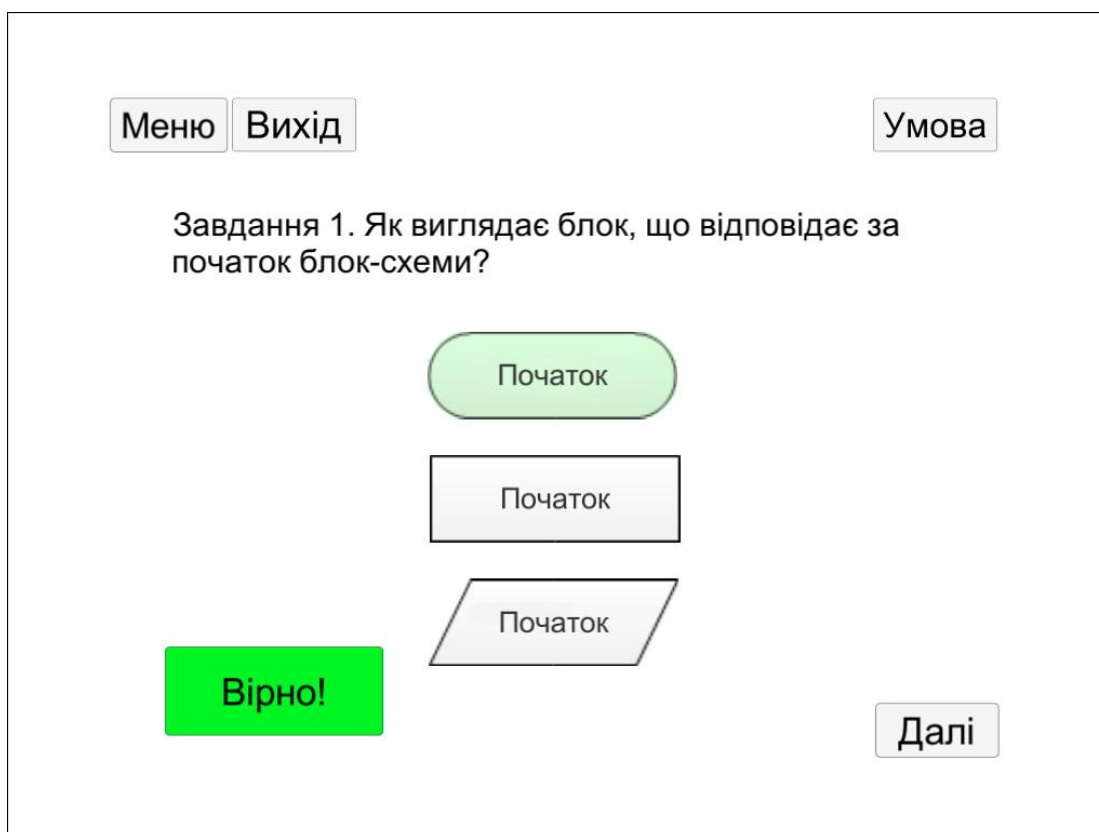 Меню Вихід Умова
Завдання 1. Як виглядає блок, що відповідає за
початок блок-схеми?
Початок
Початок
Початок
Вірно!
Далі